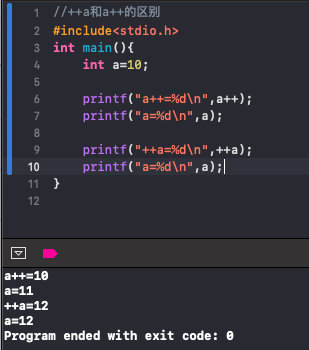 1 //++a和a++的区别
2 #include<stdio.h>
3 int main(){
4 int a=10;
5
6 printf("a++=%d\n",a++);
7 printf("a=%d\n",a);
8
9 printf("++a=%d\n",++a);
10 printf("a=%d\n",a);
11 }
12
a++=10
a=11
++a=12
a=12
Program ended with exit code: 0